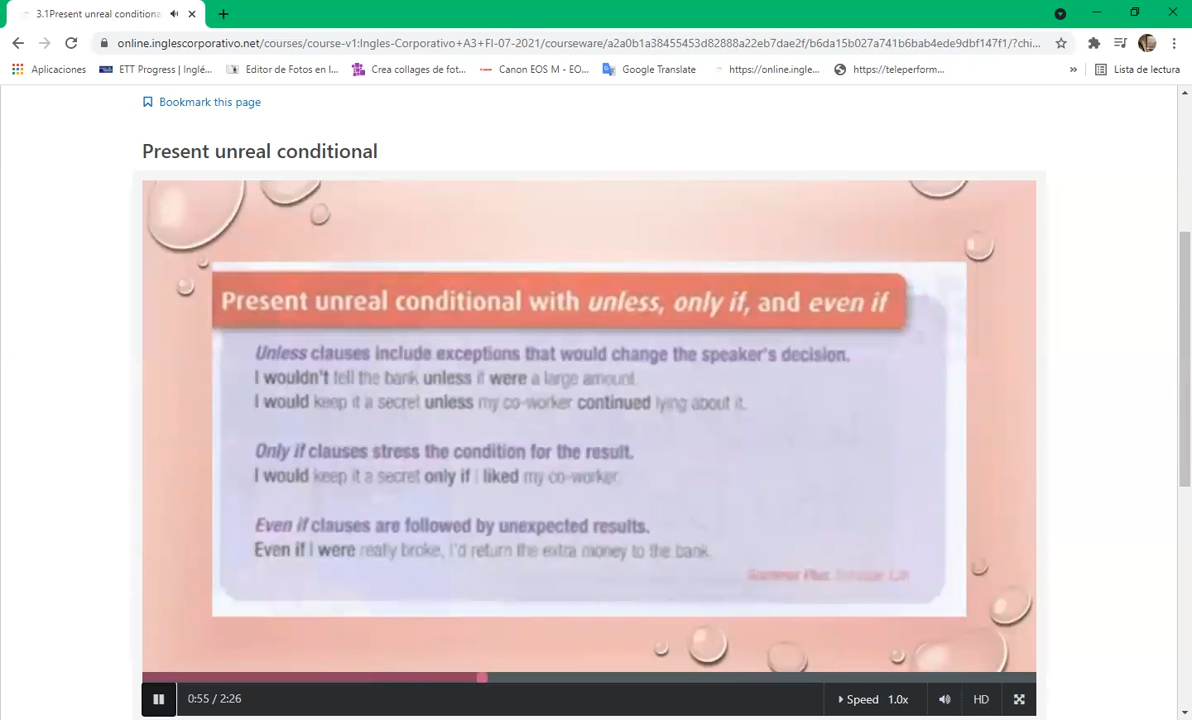 3.1Present unreal conditiona
online.inglescorporativo.net/courses/course-v1:Ingles-Corporativo+A3+FI-07-2021/courseware/a2a0b1a38455453d82888a22eb7dae2f/b6da15b027a741b6bab4ede9dbf147f1/?chi...
Aplicaciones ETT Progress | Inglé... Editor de Fotos en l... Crea collages de fot... Canon EOS M - EO... Google Translate https://online.ingle... https://teleperform... » Lista de lectura
Bookmark this page
Present unreal conditional
Present unreal conditional with unless, only if, and even if
Unless clauses include exceptions that would change the speaker's decision.
I wouldn't tell the bank unless it were a large amount.
I would keep it a secret unless my co-worker continued lying about it.
Only if clauses stress the condition for the result.
I would keep it a secret only if I liked my co-worker.
Even if clauses are followed by unexpected results.
Even if I were really broke, I'd return the extra money to the bank.
Grammar Plus
0:55 / 2:26 Speed 1.0x HD